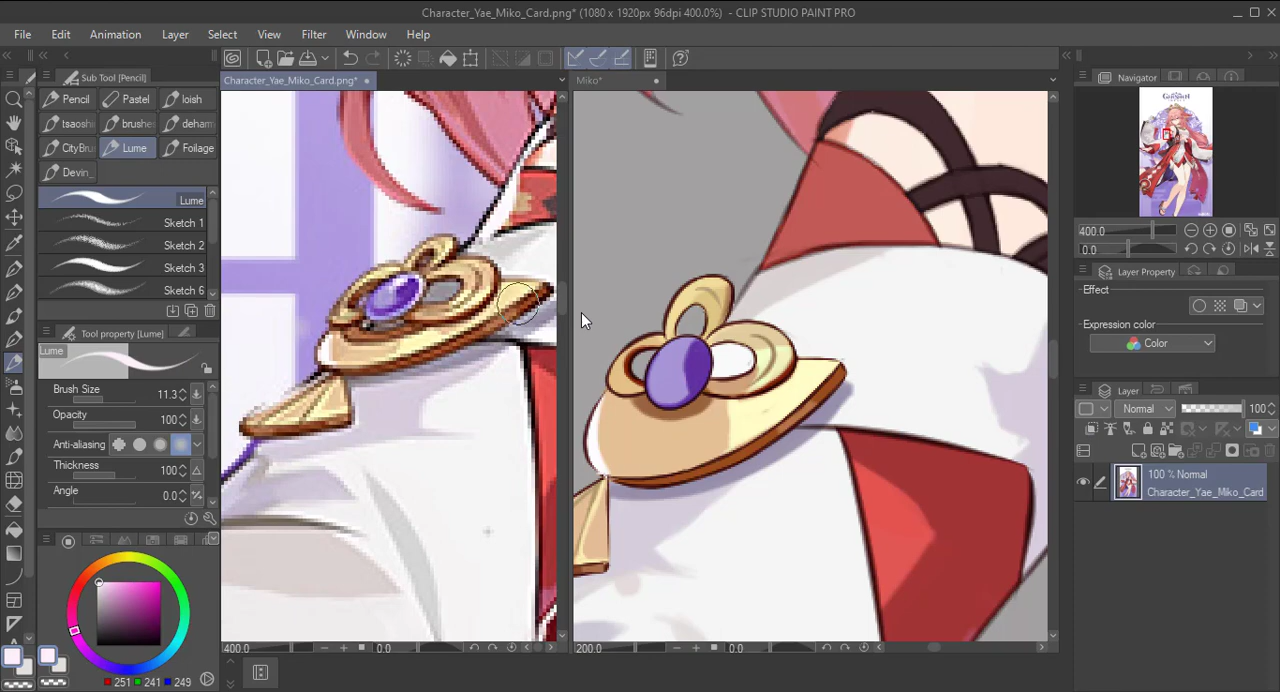 Character_Yae_Miko_Card.png* (1080 x 1920px 96dpi 400.0%) - CLIP STUDIO PAINT PRO
File Edit Animation Layer Select View Filter Window Help
Sub Tool [Pencil]
Character_Yae_Miko_Card.png*
Miko*
Navigator
Pencil Pastel loish
tsaoshi brushes deham
CityBrus Lume Foilage
Devin_
Lume
Sketch 1
Sketch 2
Sketch 3
Sketch 6
400.0
0.0
Layer Property
Effect
Expression color
Color
Tool property [Lume]
Lume
Brush Size 11.3
Opacity 100
Anti-aliasing
Thickness 100
Angle 0.0
Layer
Normal 100
100 % Normal
Character_Yae_Miko_Card
400.0 0.0
200.0 0.0
251 241 249